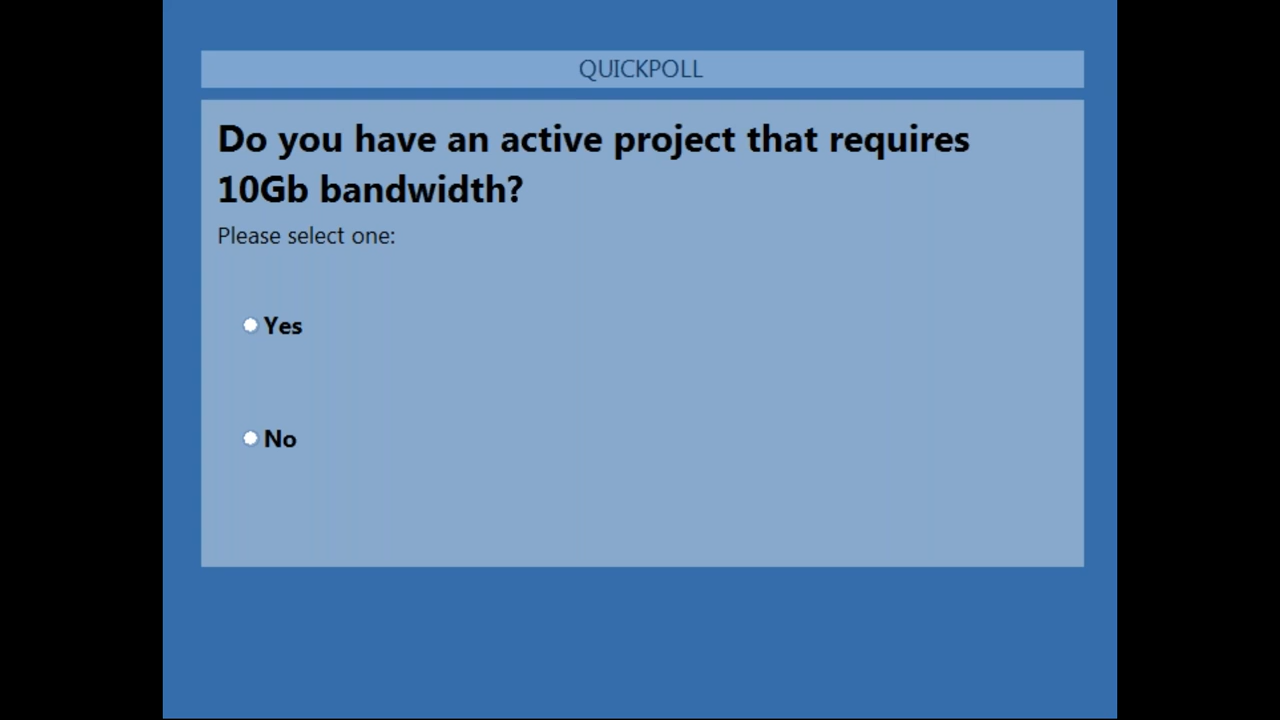 QUICKPOLL
Do you have an active project that requires
10Gb bandwidth?
Please select one:
Yes
No